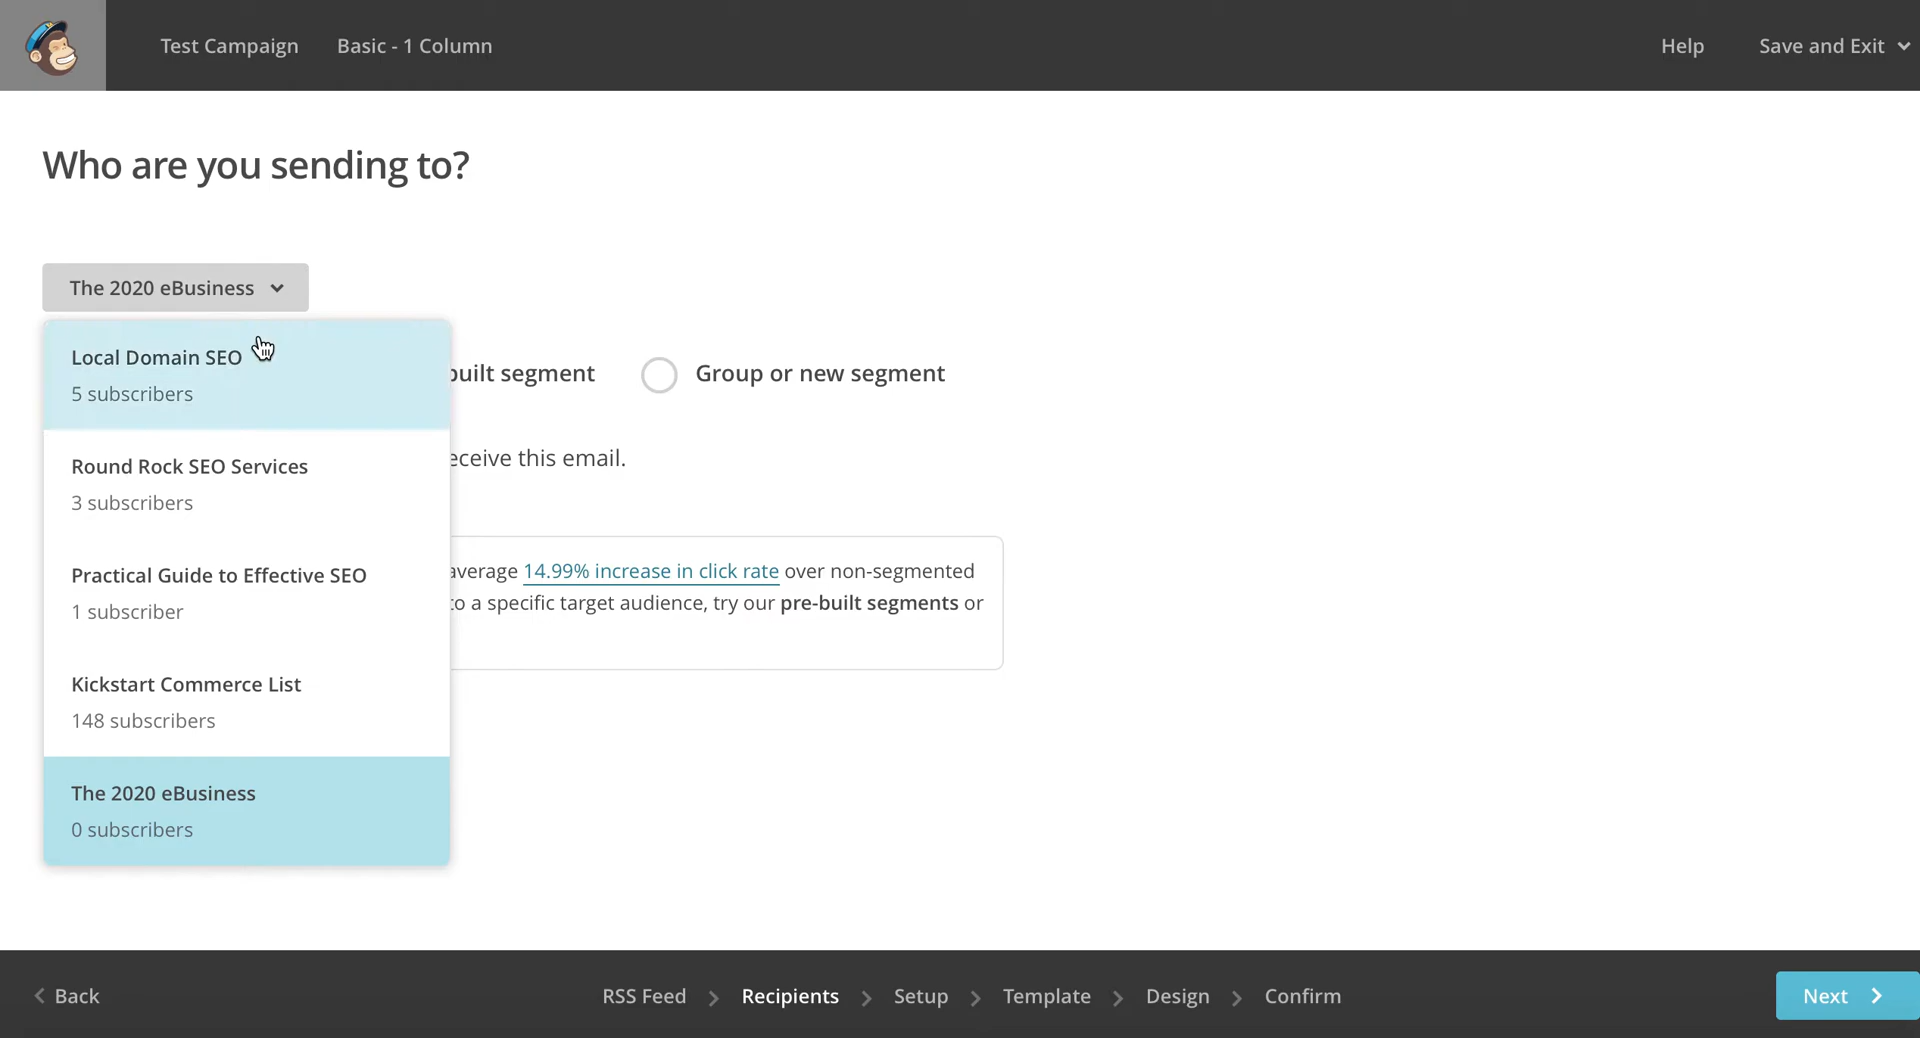 Test Campaign
Basic - 1 Column
Help
Save and Exit
Who are you sending to?
The 2020 eBusiness
Local Domain SEO
5 subscribers
Round Rock SEO Services
3 subscribers
Practical Guide to Effective SEO
1 subscriber
Kickstart Commerce List
148 subscribers
The 2020 eBusiness
0 subscribers
built segment
Group or new segment
receive this email.
average 14.99% increase in click rate over non-segmented
to a specific target audience, try our pre-built segments or
Back
RSS Feed
Recipients
Setup
Template
Design
Confirm
Next